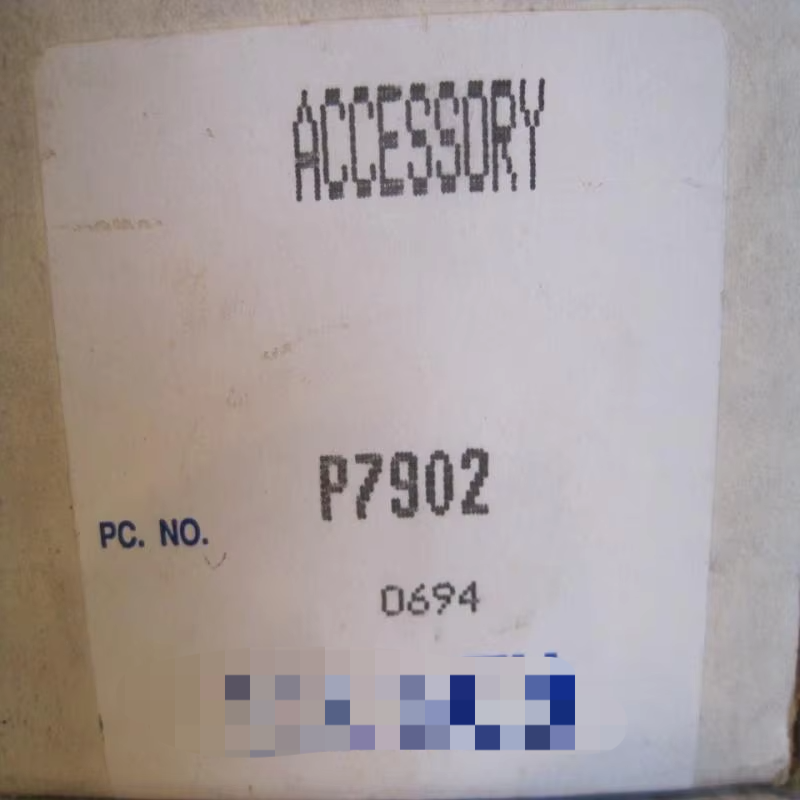 ACCESSORY
P7902
PC. NO.
0694